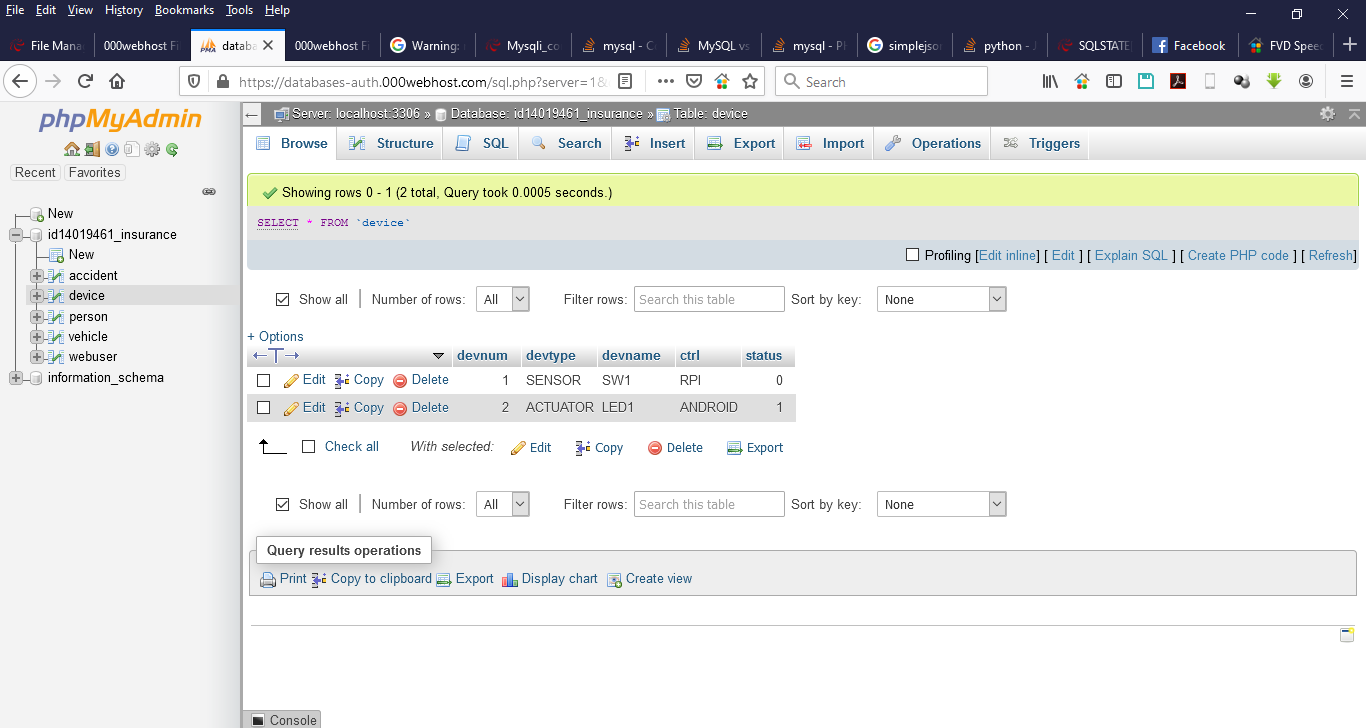 File Edit View History Bookmarks Tools Help
File Mana 000webhost Fi databa 000webhost Fi Warning: Mysqli_co mysql - C MySQL vs mysql - P simplejso python - J SQLSTATE Facebook FVD Spee
https://databases-auth.000webhost.com/sql.php?server=1& Search
phpMyAdmin
Recent Favorites
New
id14019461_insurance
New
accident
device
person
vehicle
webuser
information_schema
Server: localhost:3306 » Database: id14019461_insurance » Table: device
Browse Structure SQL Search Insert Export Import Operations Triggers
Showing rows 0 - 1 (2 total, Query took 0.0005 seconds.)
SELECT * FROM `device`
Profiling [Edit inline] [ Edit ] [ Explain SQL ] [ Create PHP code ] [ Refresh]
Show all Number of rows: All Filter rows: Search this table Sort by key: None
+ Options
devnum devtype devname ctrl status
Edit Copy Delete 1 SENSOR SW1 RPI 0
Edit Copy Delete 2 ACTUATOR LED1 ANDROID 1
Check all With selected: Edit Copy Delete Export
Show all Number of rows: All Filter rows: Search this table Sort by key: None
Query results operations
Print Copy to clipboard Export Display chart Create view
Console